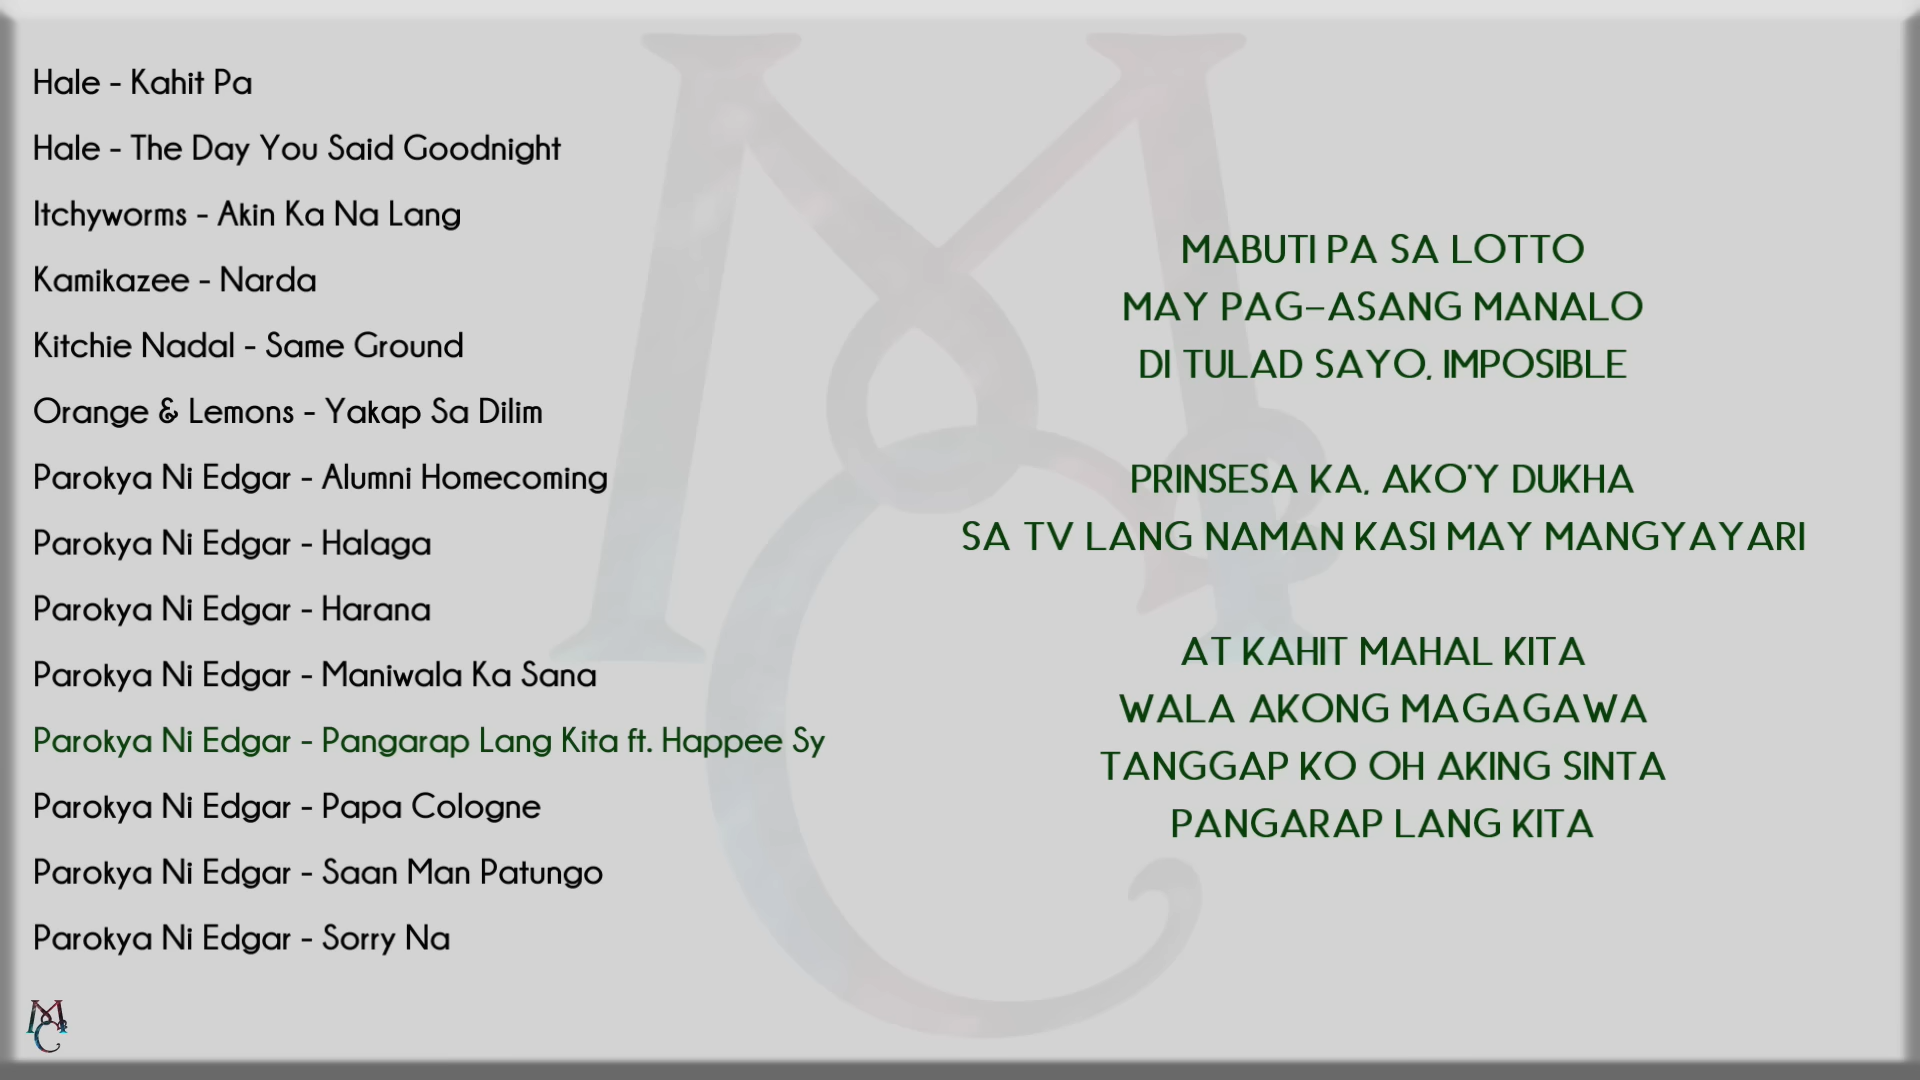 Hale - Kahit Pa
Hale - The Day You Said Goodnight
Itchyworms - Akin Ka Na Lang
Kamikazee - Narda
Kitchie Nadal - Same Ground
Orange & Lemons - Yakap Sa Dilim
Parokya Ni Edgar - Alumni Homecoming
Parokya Ni Edgar - Halaga
Parokya Ni Edgar - Harana
Parokya Ni Edgar - Maniwala Ka Sana
Parokya Ni Edgar - Pangarap Lang Kita ft. Happee Sy
Parokya Ni Edgar - Papa Cologne
Parokya Ni Edgar - Saan Man Patungo
Parokya Ni Edgar - Sorry Na
MABUTI PA SA LOTTO
MAY PAG-ASANG MANALO
DI TULAD SAYO, IMPOSIBLE
PRINSESA KA, AKO'Y DUKHA
SA TV LANG NAMAN KASI MAY MANGYAYARI
AT KAHIT MAHAL KITA
WALA AKONG MAGAGAWA
TANGGAP KO OH AKING SINTA
PANGARAP LANG KITA
MC